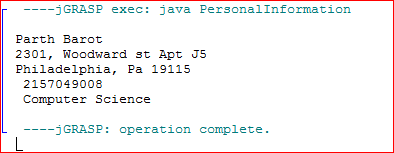 ----jGRASP exec: java PersonalInformation
Parth Barot
2301, Woodward st Apt J5
Philadelphia, Pa 19115
2157049008
Computer Science
----jGRASP: operation complete.